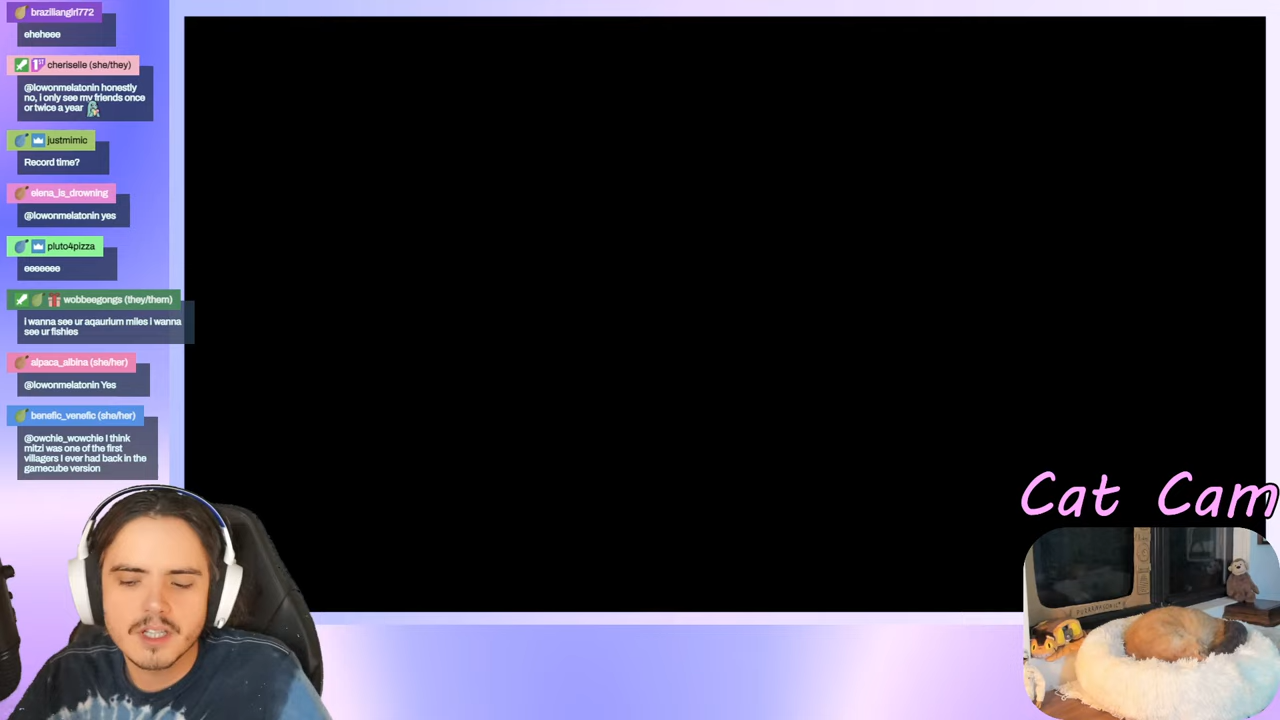 braziliangirl772
eheheee
cheriselle (she/they)
@lowonmelatonin honestly
no, i only see my friends once
or twice a year
justmimic
Record time?
elena_is_drowning
@lowonmelatonin yes
pluto4pizza
eeeeeee
wobbeegongs (they/them)
i wanna see ur aqaurium miles i wanna
see ur fishies
alpaca_albina (she/her)
@lowonmelatonin Yes
benefic_venefic (she/her)
@owchie_wowchie I think
mitzi was one of the first
villagers I ever had back in the
gamecube version
Cat Cam